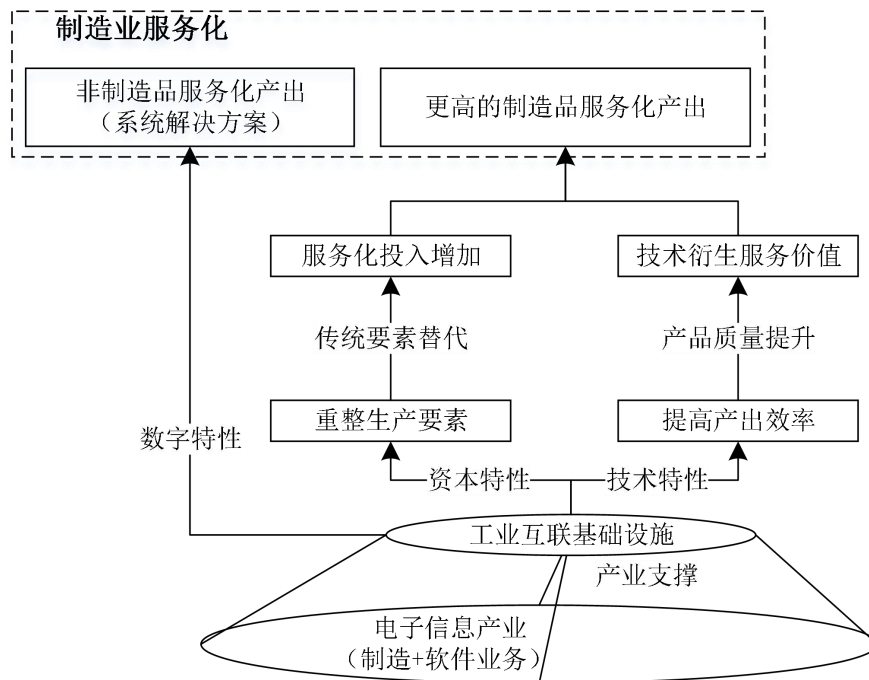 制造业服务化
非制造品服务化产出
（系统解决方案）
更高的制造品服务化产出
服务化投入增加
技术衍生服务价值
传统要素替代
产品质量提升
重整生产要素
提高产出效率
数字特性
资本特性
技术特性
工业互联基础设施
产业支撑
电子信息产业
（制造+软件业务）